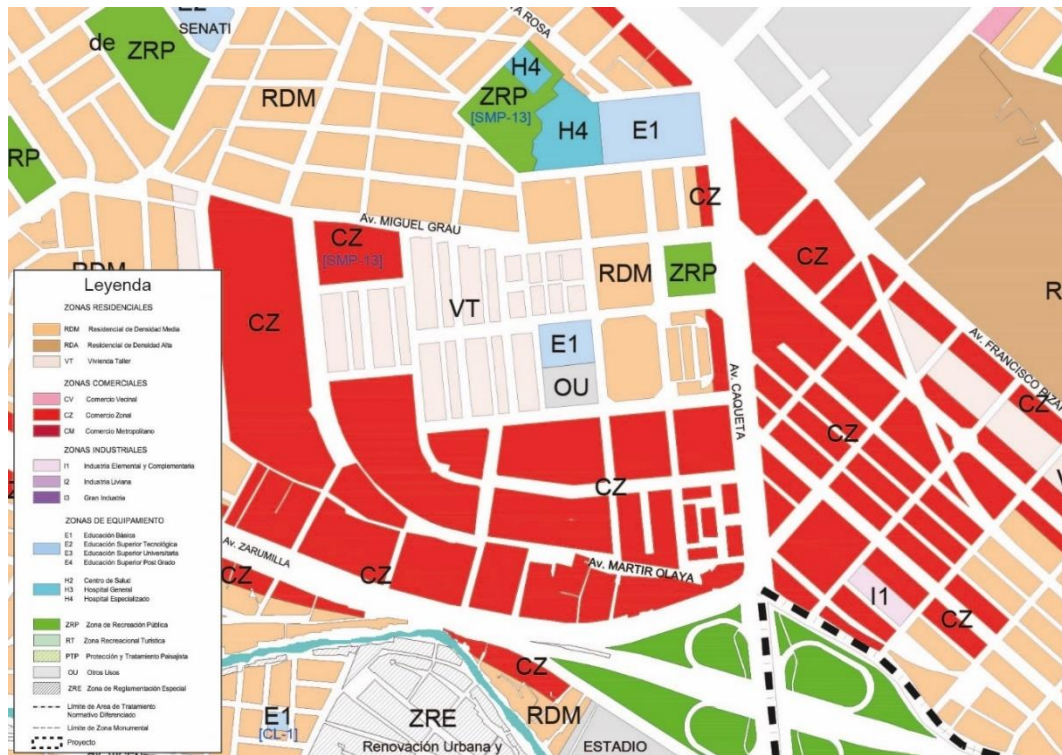 E2
SENATI
de
ZRP
RDM
TA ROSA
H4
ZRP
[SMP-13]
H4
E1
RP
CZ
Av. MIGUEL GRAU
CZ
[SMP-13]
RDM
RDM
ZRP
CZ
CZ
VT
E1
OU
Av. CAQUETA
Av. FRANCISCO PIZAR
CZ
CZ
CZ
Av. ZARUMILLA
CZ
CZ
Av. MARTIR OLAYA
I1
CZ
CZ
RDM
ZRE
E1
[CL-1]
Renovación Urbana y
ESTADIO
Leyenda
ZONAS RESIDENCIALES
RDM Residencial de Densidad Media
RDA Residencial de Densidad Alta
VT Vivienda Taller
ZONAS COMERCIALES
CV Comercio Vecinal
CZ Comercio Zonal
CM Comercio Metropolitano
ZONAS INDUSTRIALES
I1 Industria Elemental y Complementaria
I2 Industria Liviana
I3 Gran Industria
ZONAS DE EQUIPAMIENTO
E1 Educación Básica
E2 Educación Superior Tecnológica
E3 Educación Superior Universitaria
E4 Educación Superior Post Grado
H2 Centro de Salud
H3 Hospital General
H4 Hospital Especializado
ZRP Zona de Recreación Pública
RT Zona Recreacional Turística
PTP Protección y Tratamiento Paisajista
OU Otros Usos
ZRE Zona de Reglamentación Especial
Límite de Area de Tratamiento
Normativo Diferenciado
Límite de Zona Monumental
Proyecto